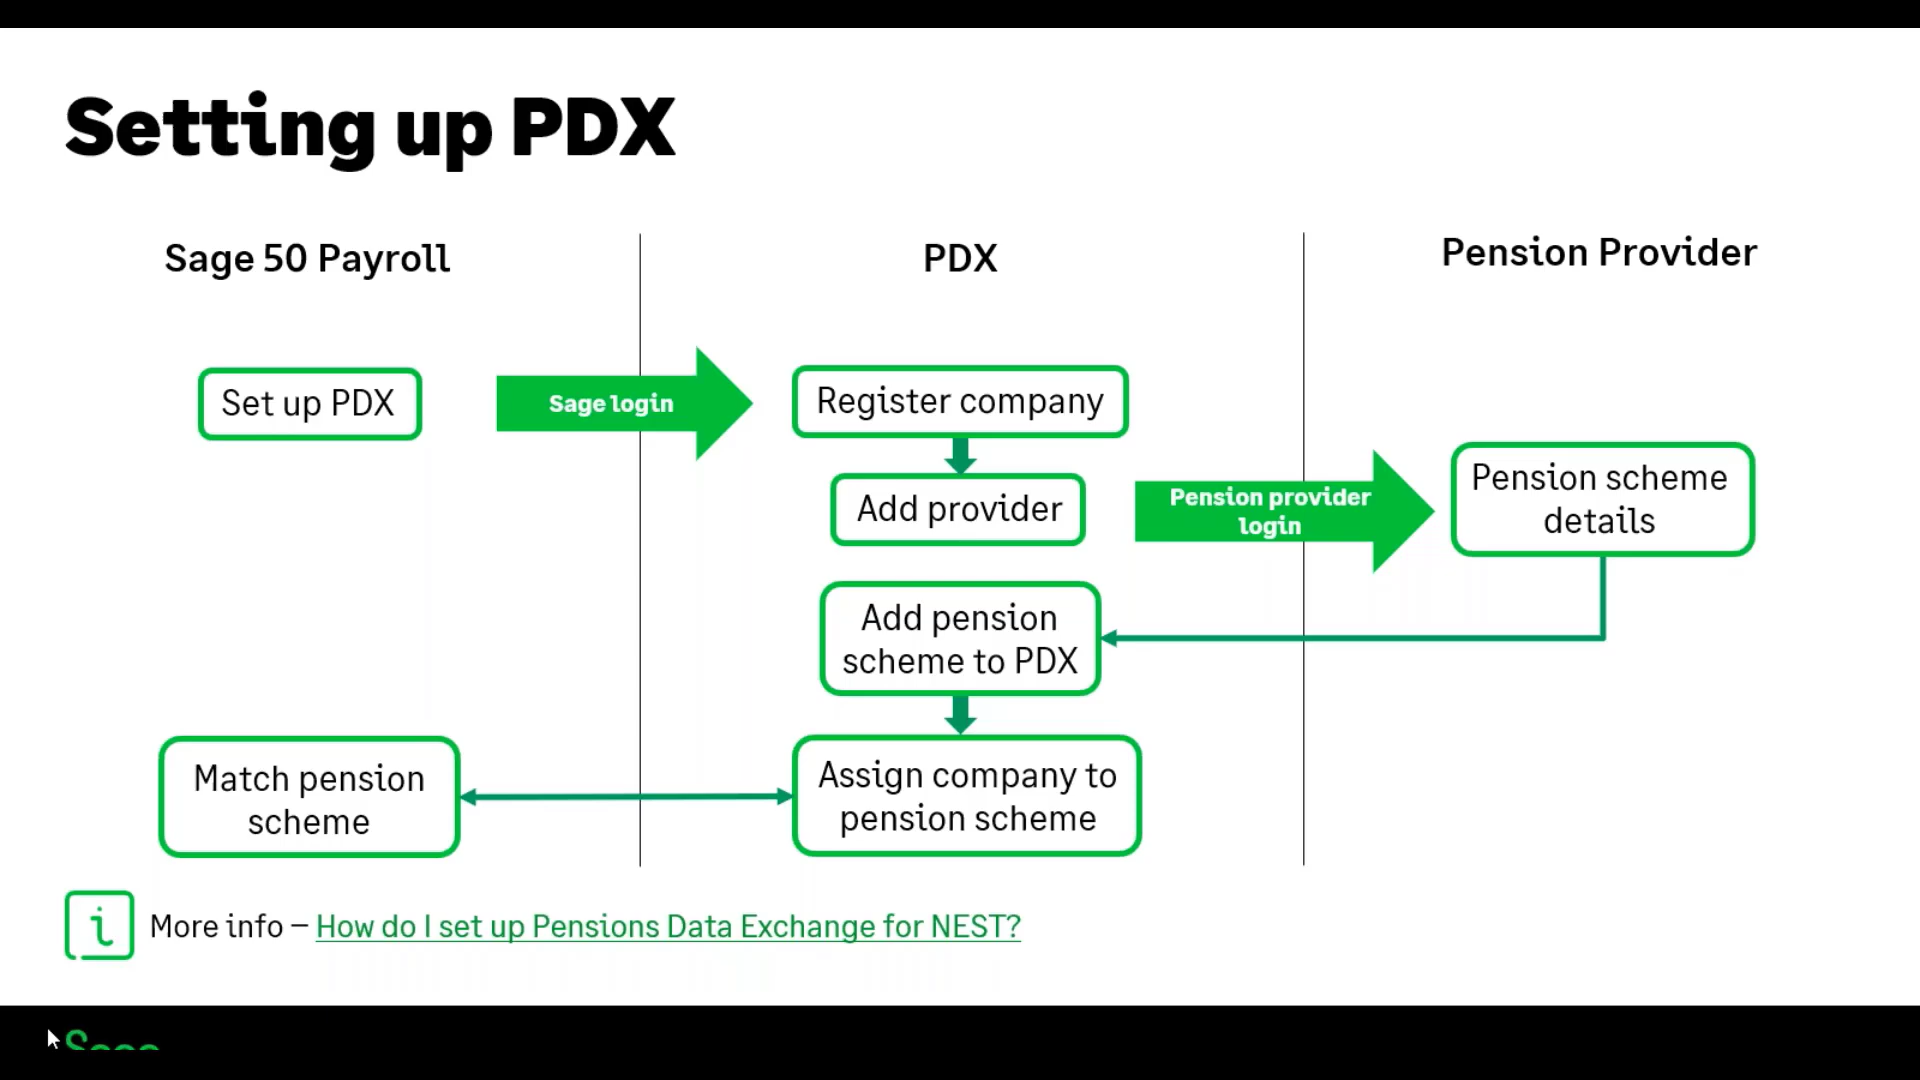 Setting up PDX
Sage 50 Payroll
PDX
Pension Provider
Set up PDX
Sage login
Register company
Add provider
Pension provider
login
Pension scheme
details
Add pension
scheme to PDX
Match pension
scheme
Assign company to
pension scheme
More info – How do I set up Pensions Data Exchange for NEST?
Sage